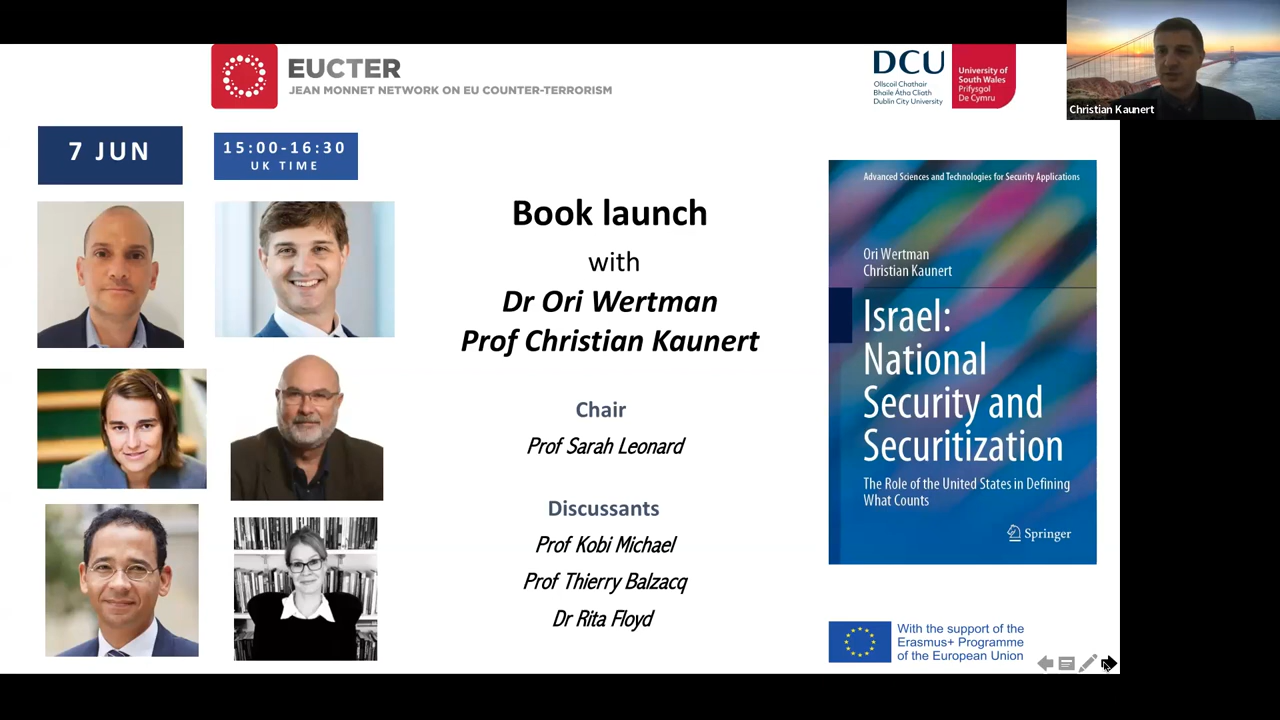 EUCTER
JEAN MONNET NETWORK ON EU COUNTER-TERRORISM
DCU
Ollscoil Chathair
Bhaile Átha Cliath
Dublin City University
University of
South Wales
Prifysgol
De Cymru
Christian Kaunert
7 JUN
15:00-16:30
UK TIME
Book launch
with
Dr Ori Wertman
Prof Christian Kaunert
Chair
Prof Sarah Leonard
Discussants
Prof Kobi Michael
Prof Thierry Balzacq
Dr Rita Floyd
Advanced Sciences and Technologies for Security Applications
Ori Wertman
Christian Kaunert
Israel:
National
Security and
Securitization
The Role of the United States in Defining
What Counts
Springer
With the support of the
Erasmus+ Programme
of the European Union